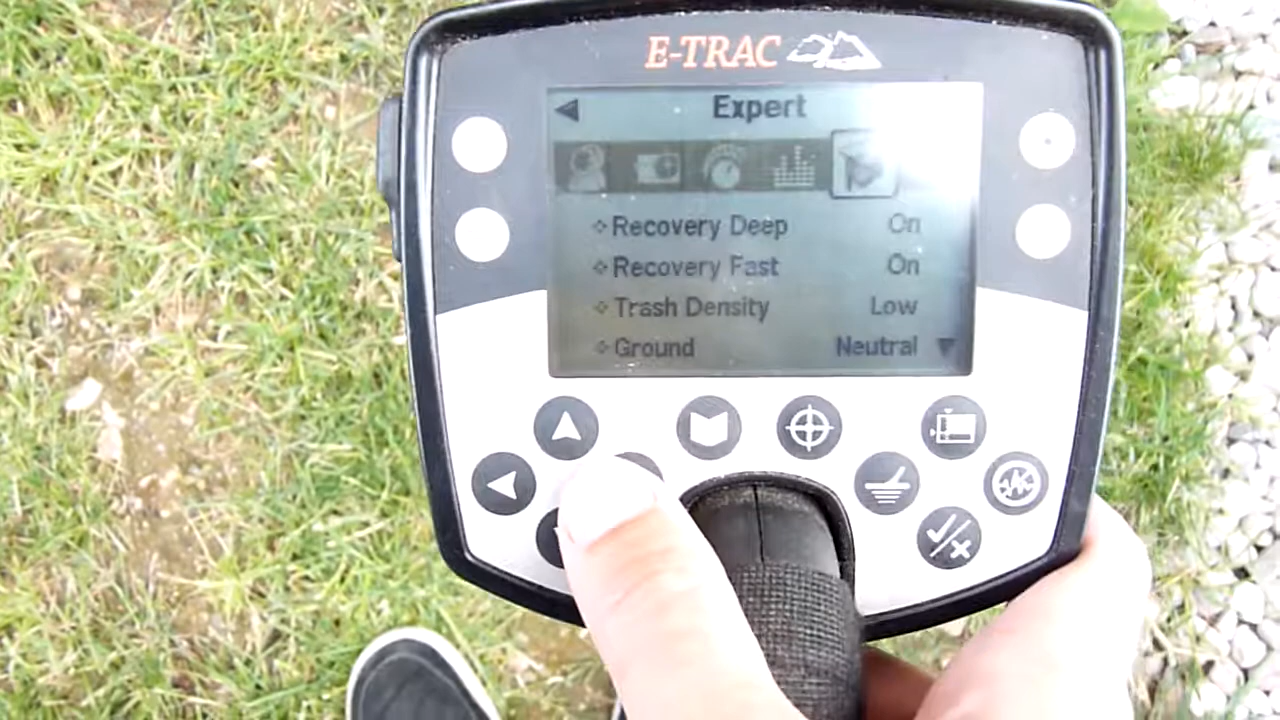 E-TRAC
Expert
Recovery Deep On
Recovery Fast On
Trash Density Low
Ground Neutral